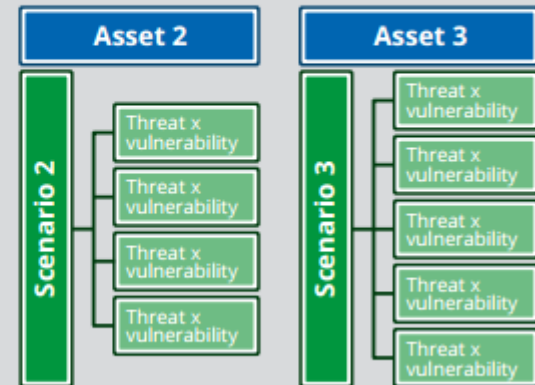 Asset 2
Scenario 2
Threat x
vulnerability
Threat x
vulnerability
Threat x
vulnerability
Threat x
vulnerability
Asset 3
Scenario 3
Threat x
vulnerability
Threat x
vulnerability
Threat x
vulnerability
Threat x
vulnerability
Threat x
vulnerability